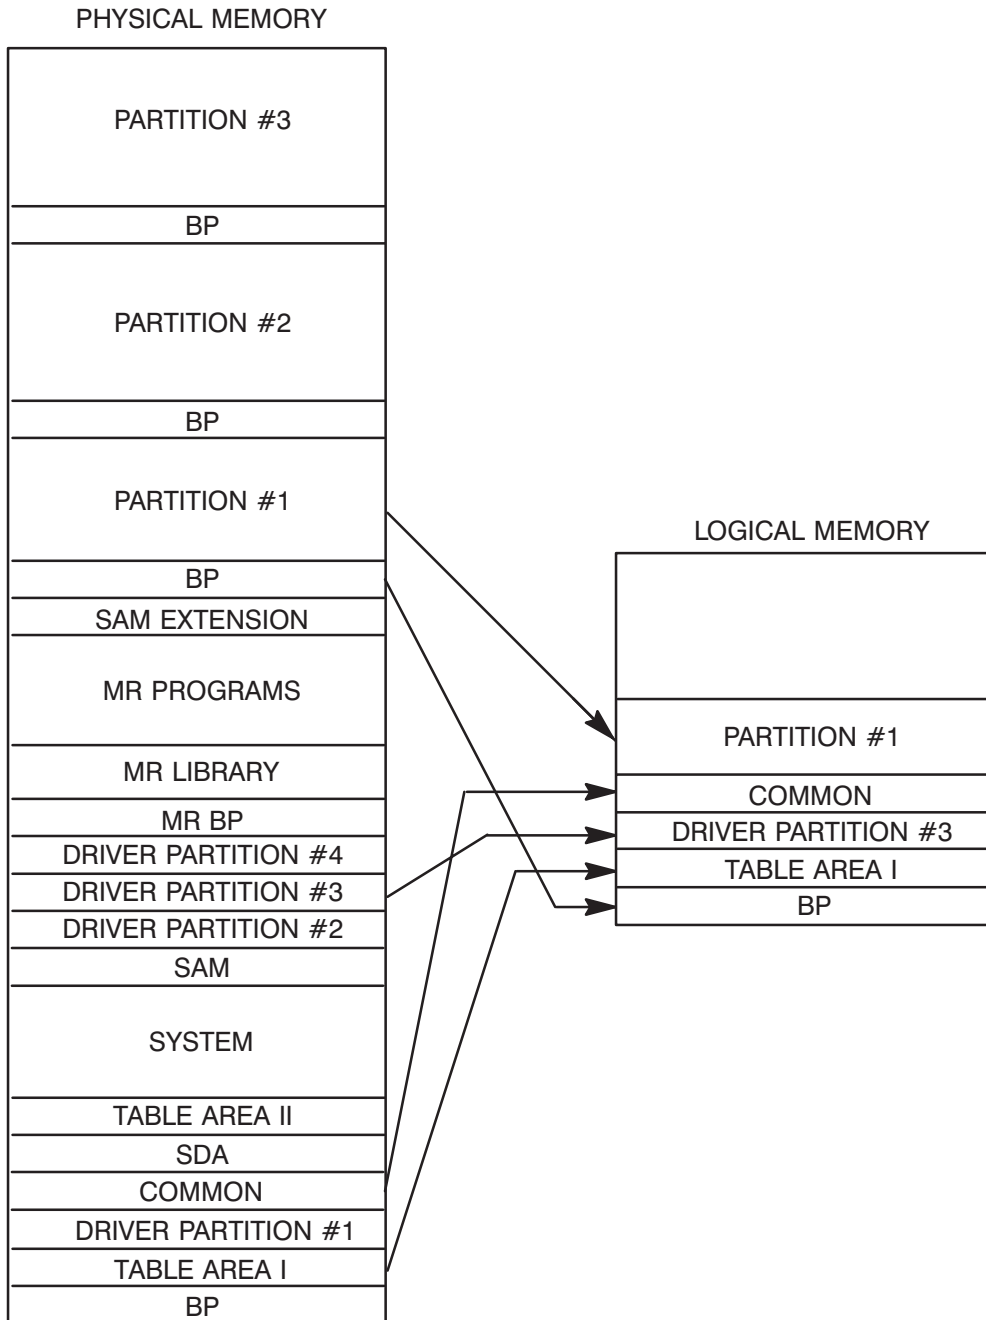 PHYSICAL MEMORY
PARTITION #3
BP
PARTITION #2
BP
PARTITION #1
BP
SAM EXTENSION
MR PROGRAMS
MR LIBRARY
MR BP
DRIVER PARTITION #4
DRIVER PARTITION #3
DRIVER PARTITION #2
SAM
SYSTEM
TABLE AREA II
SDA
COMMON
DRIVER PARTITION #1
TABLE AREA I
BP
LOGICAL MEMORY
PARTITION #1
COMMON
DRIVER PARTITION #3
TABLE AREA I
BP